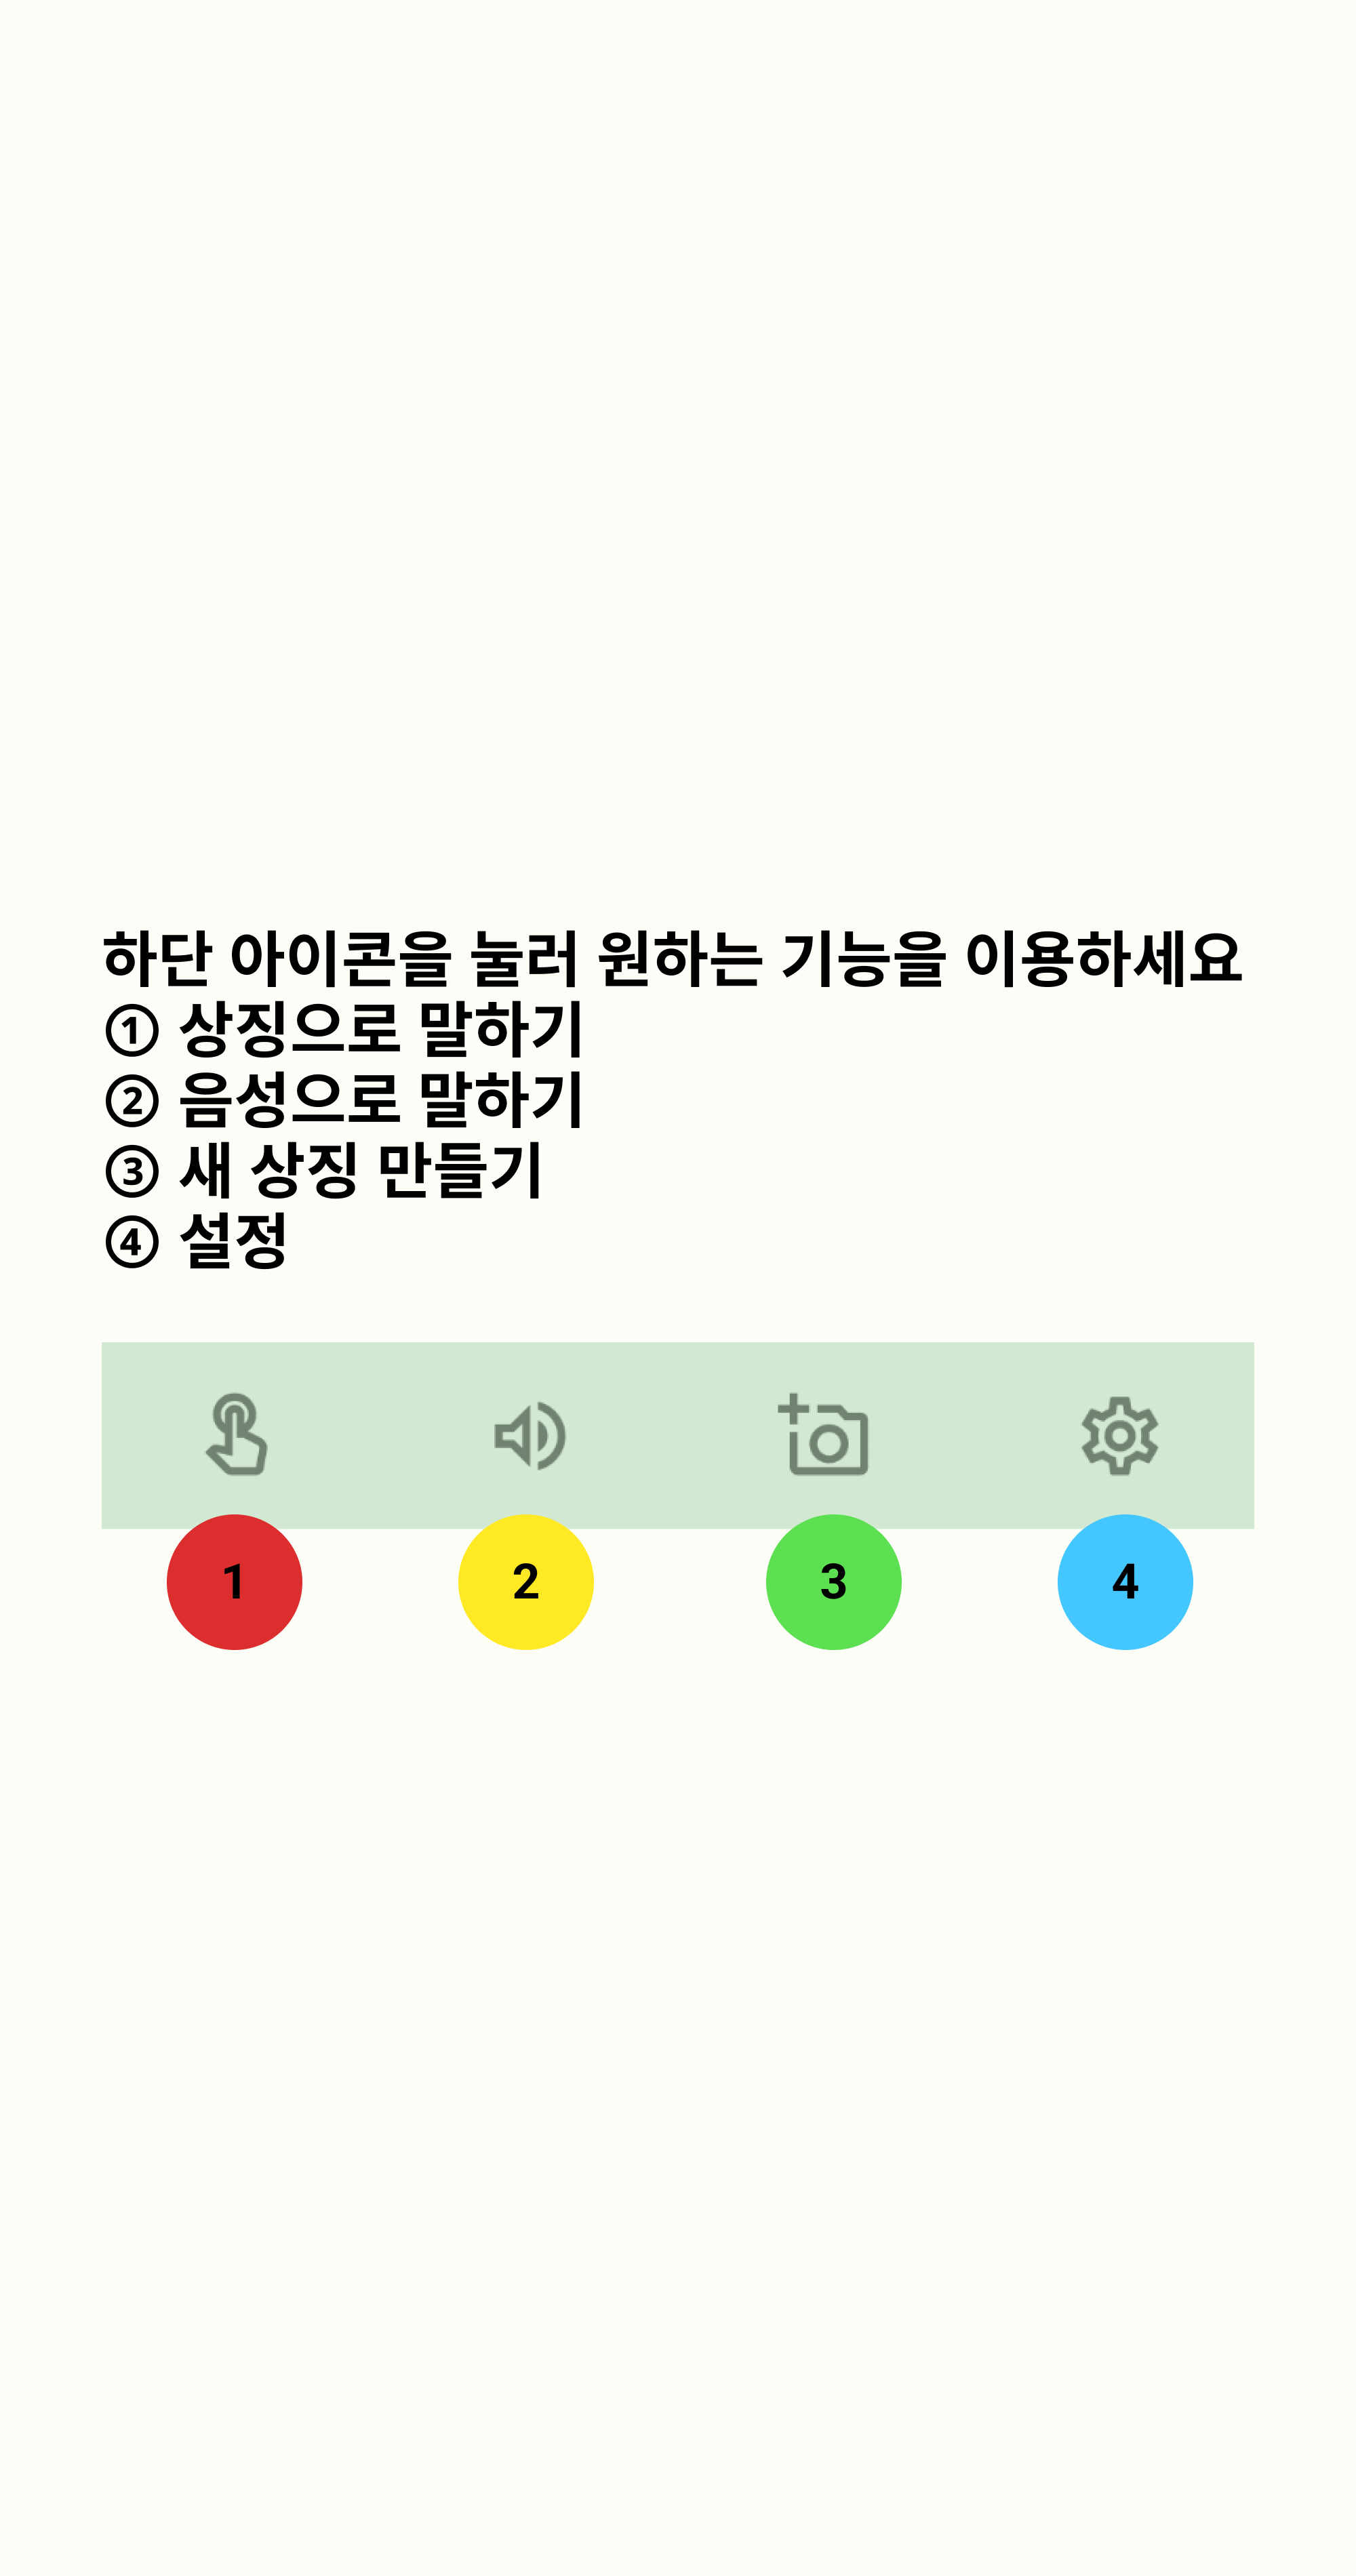 하단 아이콘을 눌러 원하는 기능을 이용하세요
① 상징으로 말하기
② 음성으로 말하기
③ 새 상징 만들기
④ 설정
1 2 3 4